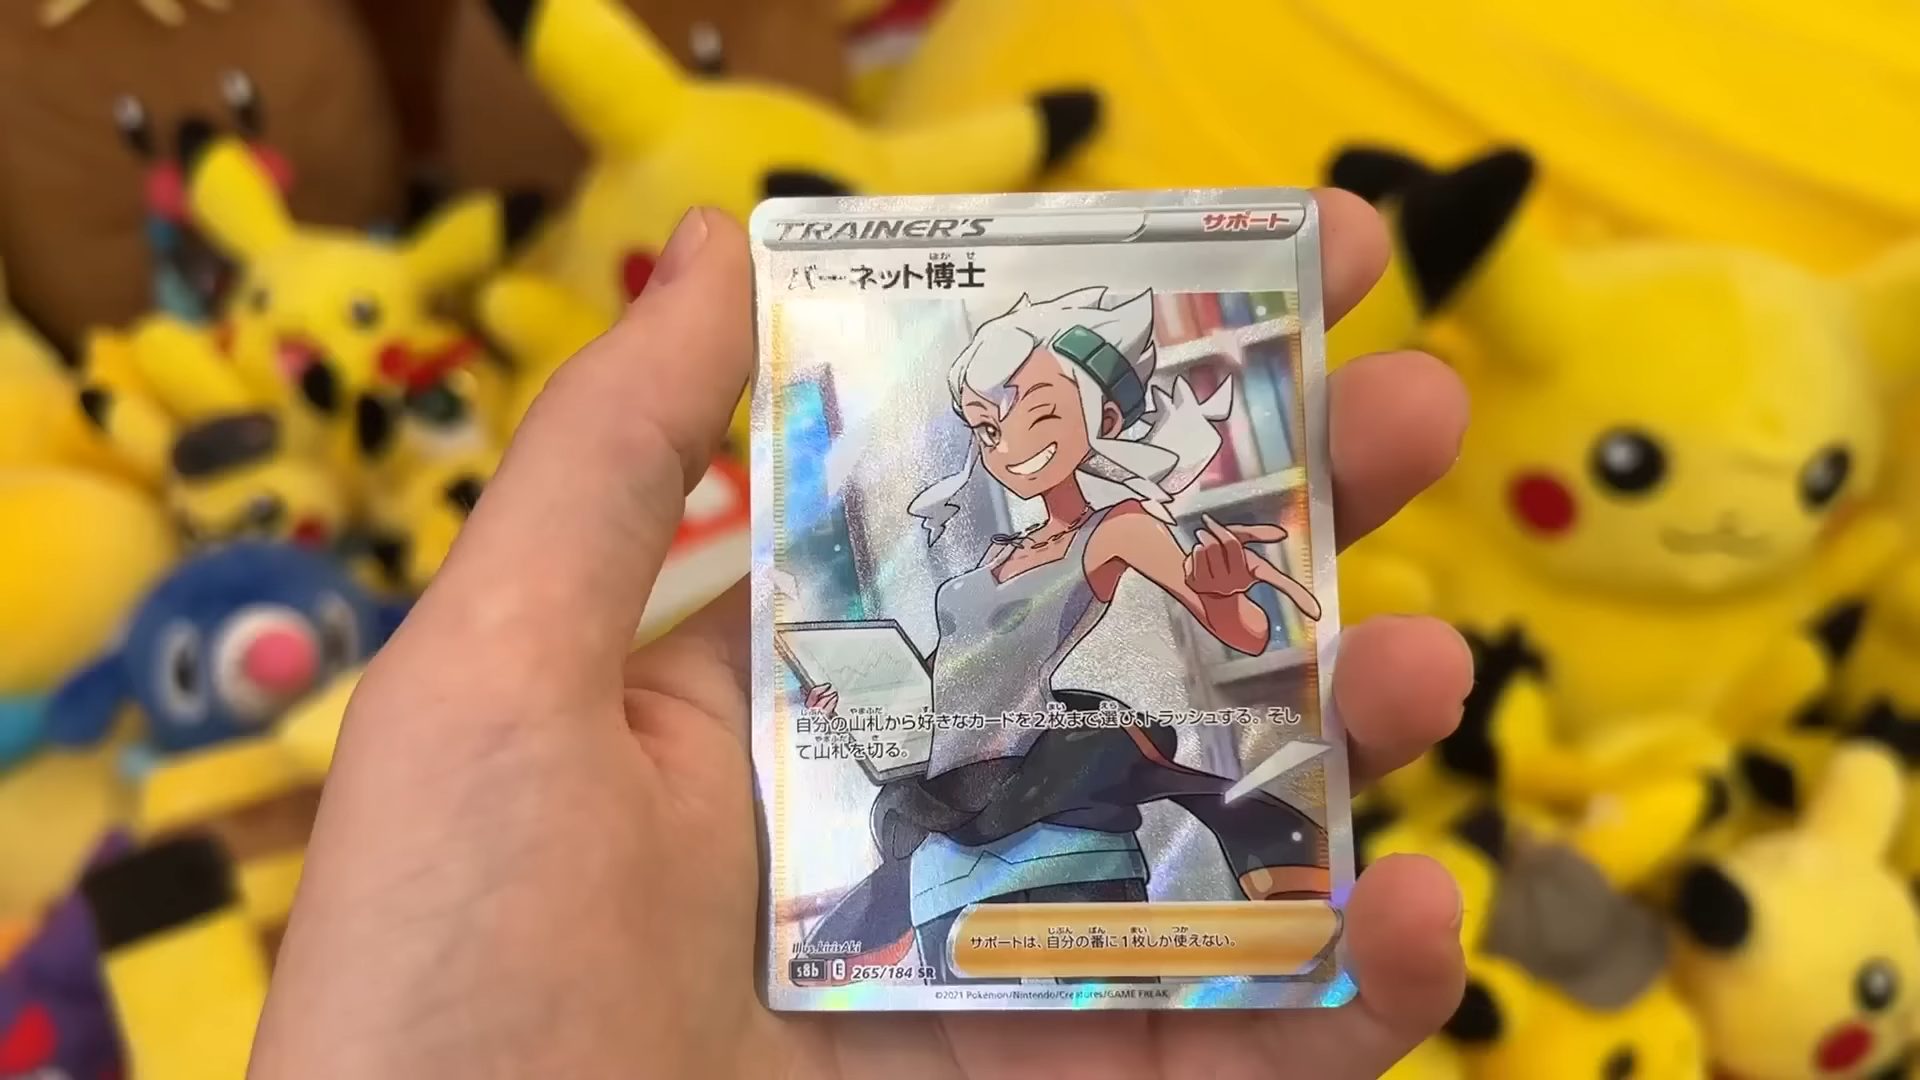 TRAINER'S サポート
バーネット博士
自分の山札から好きなカードを2枚まで選び、トラッシュする。そし
て山札を切る。
サポートは、自分の番に1枚しか使えない。
Illus. kirisAki
s8b E 265/184 SR
©2021 Pokémon/Nintendo/Creatures/GAME FREAK